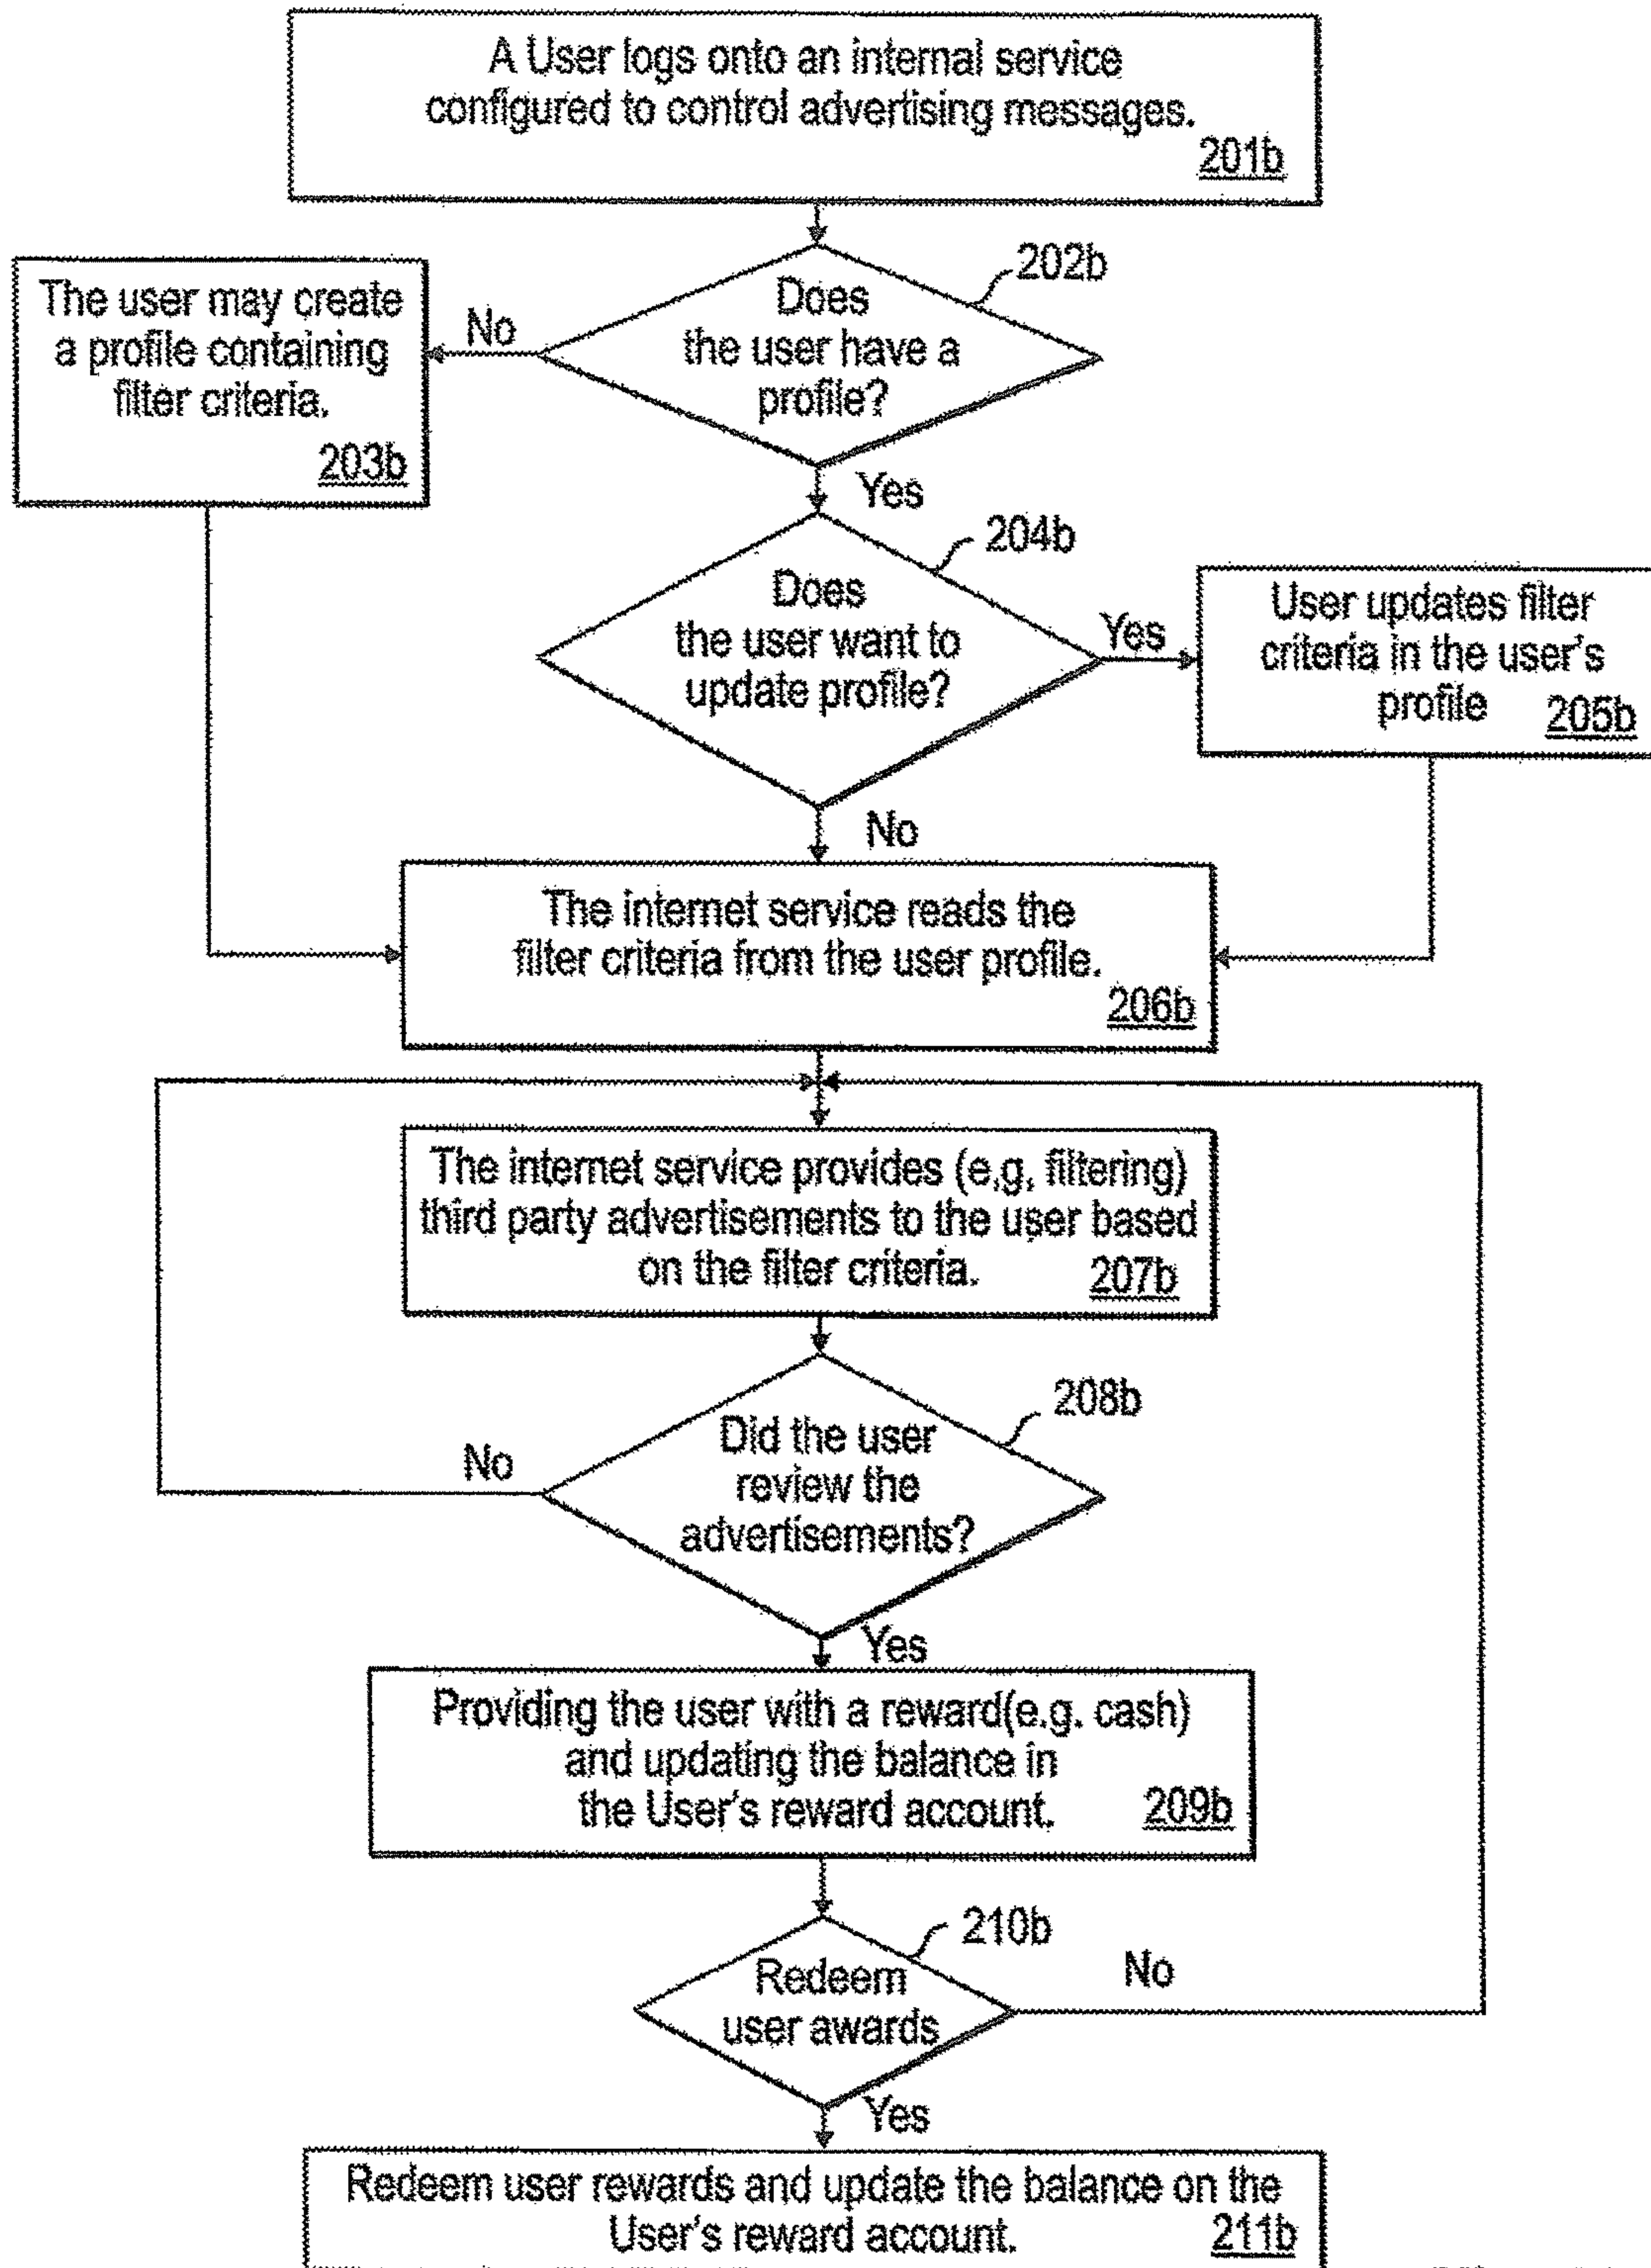 A User logs onto an internal service
configured to control advertising messages.
201b
202b
Does
the user have a
profile?
No
The user may create
a profile containing
filter criteria.
203b
Yes
204b
Does
the user want to
update profile?
Yes
User updates filter
criteria in the user's
profile 205b
No
The internet service reads the
filter criteria from the user profile.
206b
The internet service provides (e,g, filtering)
third party advertisements to the user based
on the filter criteria. 207b
208b
Did the user
review the
advertisements?
No
Yes
Providing the user with a reward(e.g. cash)
and updating the balance in
the User's reward account. 209b
210b
Redeem
user awards
No
Yes
Redeem user rewards and update the balance on the
User's reward account. 211b